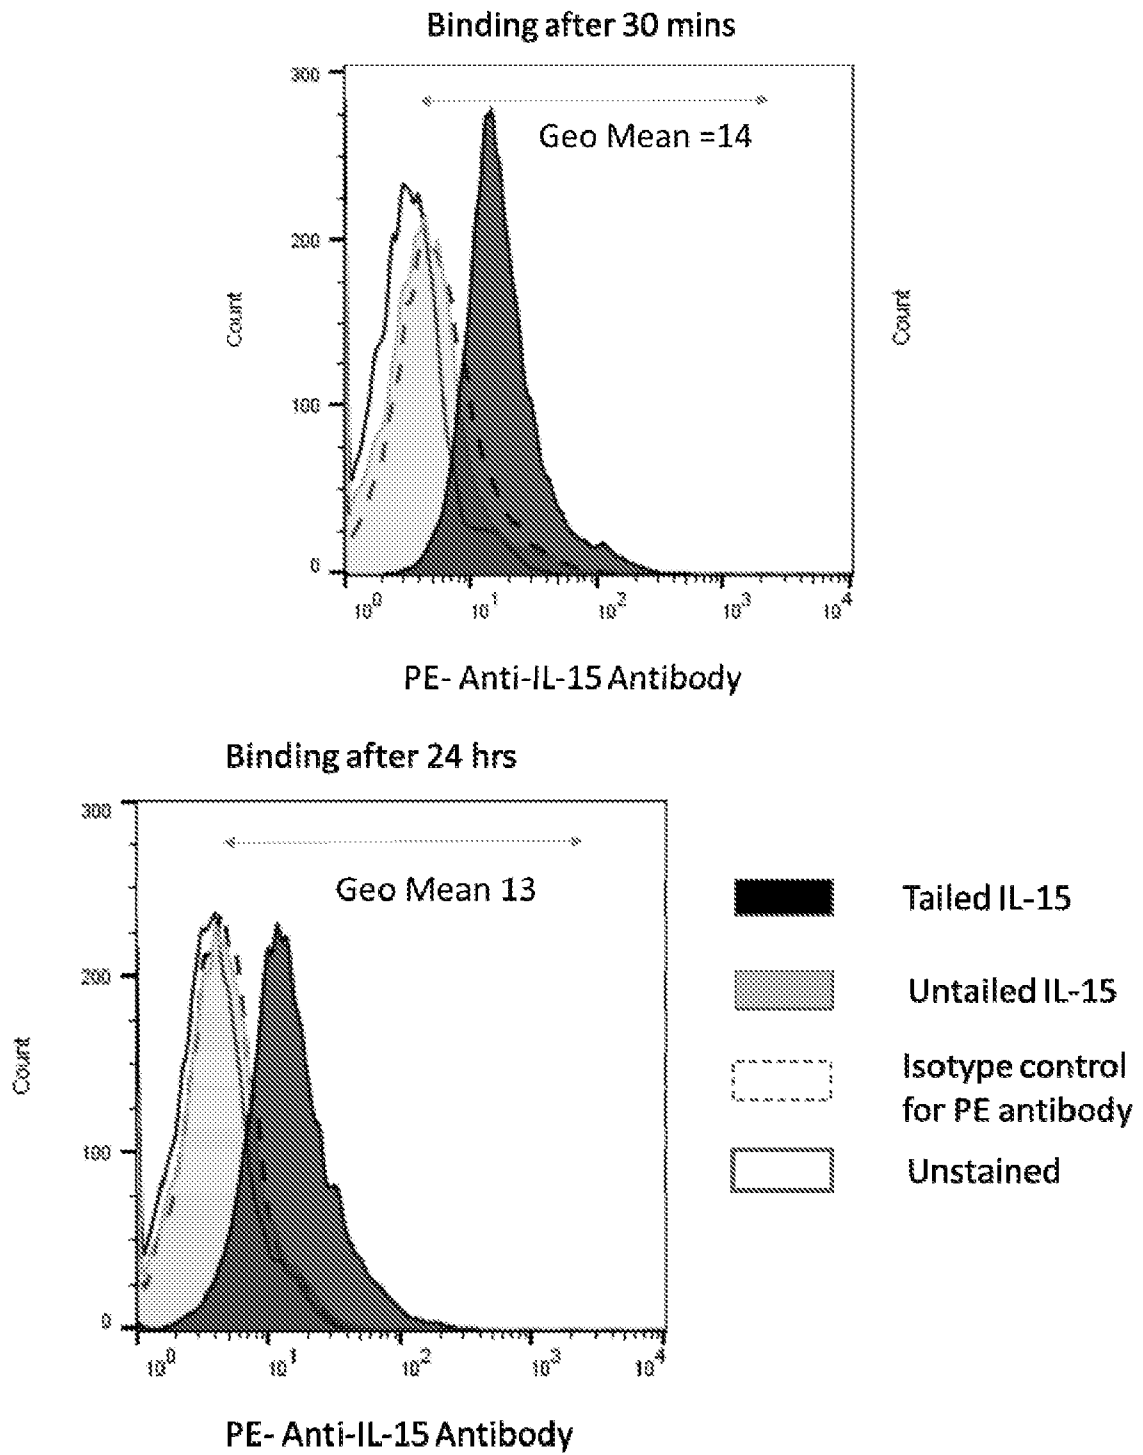 Binding after 30 mins
300
Geo Mean =14
200
Count
Count
100
0
10^0 10^1 10^2 10^3 10^4
PE- Anti-IL-15 Antibody
Binding after 24 hrs
300
Geo Mean 13
Tailed IL-15
200
Untailed IL-15
Count
Isotype control
for PE antibody
100
Unstained
0
10^0 10^1 10^2 10^3 10^4
PE- Anti-IL-15 Antibody